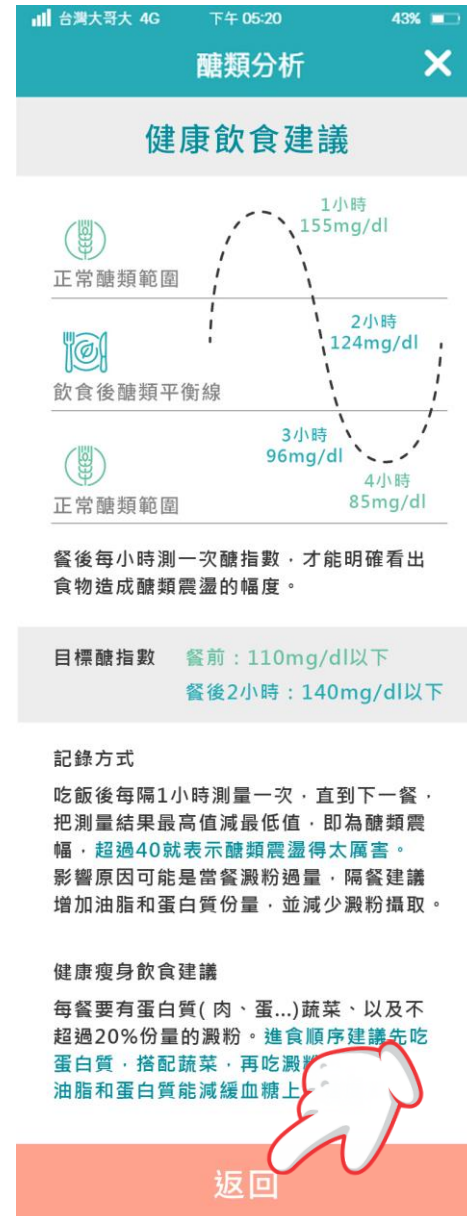 台灣大哥大 4G 下午 05:20 43%
醣類分析
健康飲食建議
1小時
155mg/dl
正常醣類範圍
2小時
124mg/dl
飲食後醣類平衡線
3小時
96mg/dl
4小時
85mg/dl
正常醣類範圍
餐後每小時測一次醣指數，才能明確看出
食物造成醣類震盪的幅度。
目標醣指數 餐前：110mg/dl以下
餐後2小時：140mg/dl以下
記錄方式
吃飯後每隔1小時測量一次，直到下一餐，
把測量結果最高值減最低值，即為醣類震
幅，超過40就表示醣類震盪得太厲害。
影響原因可能是當餐澱粉過量，隔餐建議
增加油脂和蛋白質份量，並減少澱粉攝取。
健康瘦身飲食建議
每餐要有蛋白質( 肉、蛋...)蔬菜、以及不
超過20%份量的澱粉。進食順序建議先吃
蛋白質，搭配蔬菜，再吃澱
油脂和蛋白質能減緩血糖上
返回